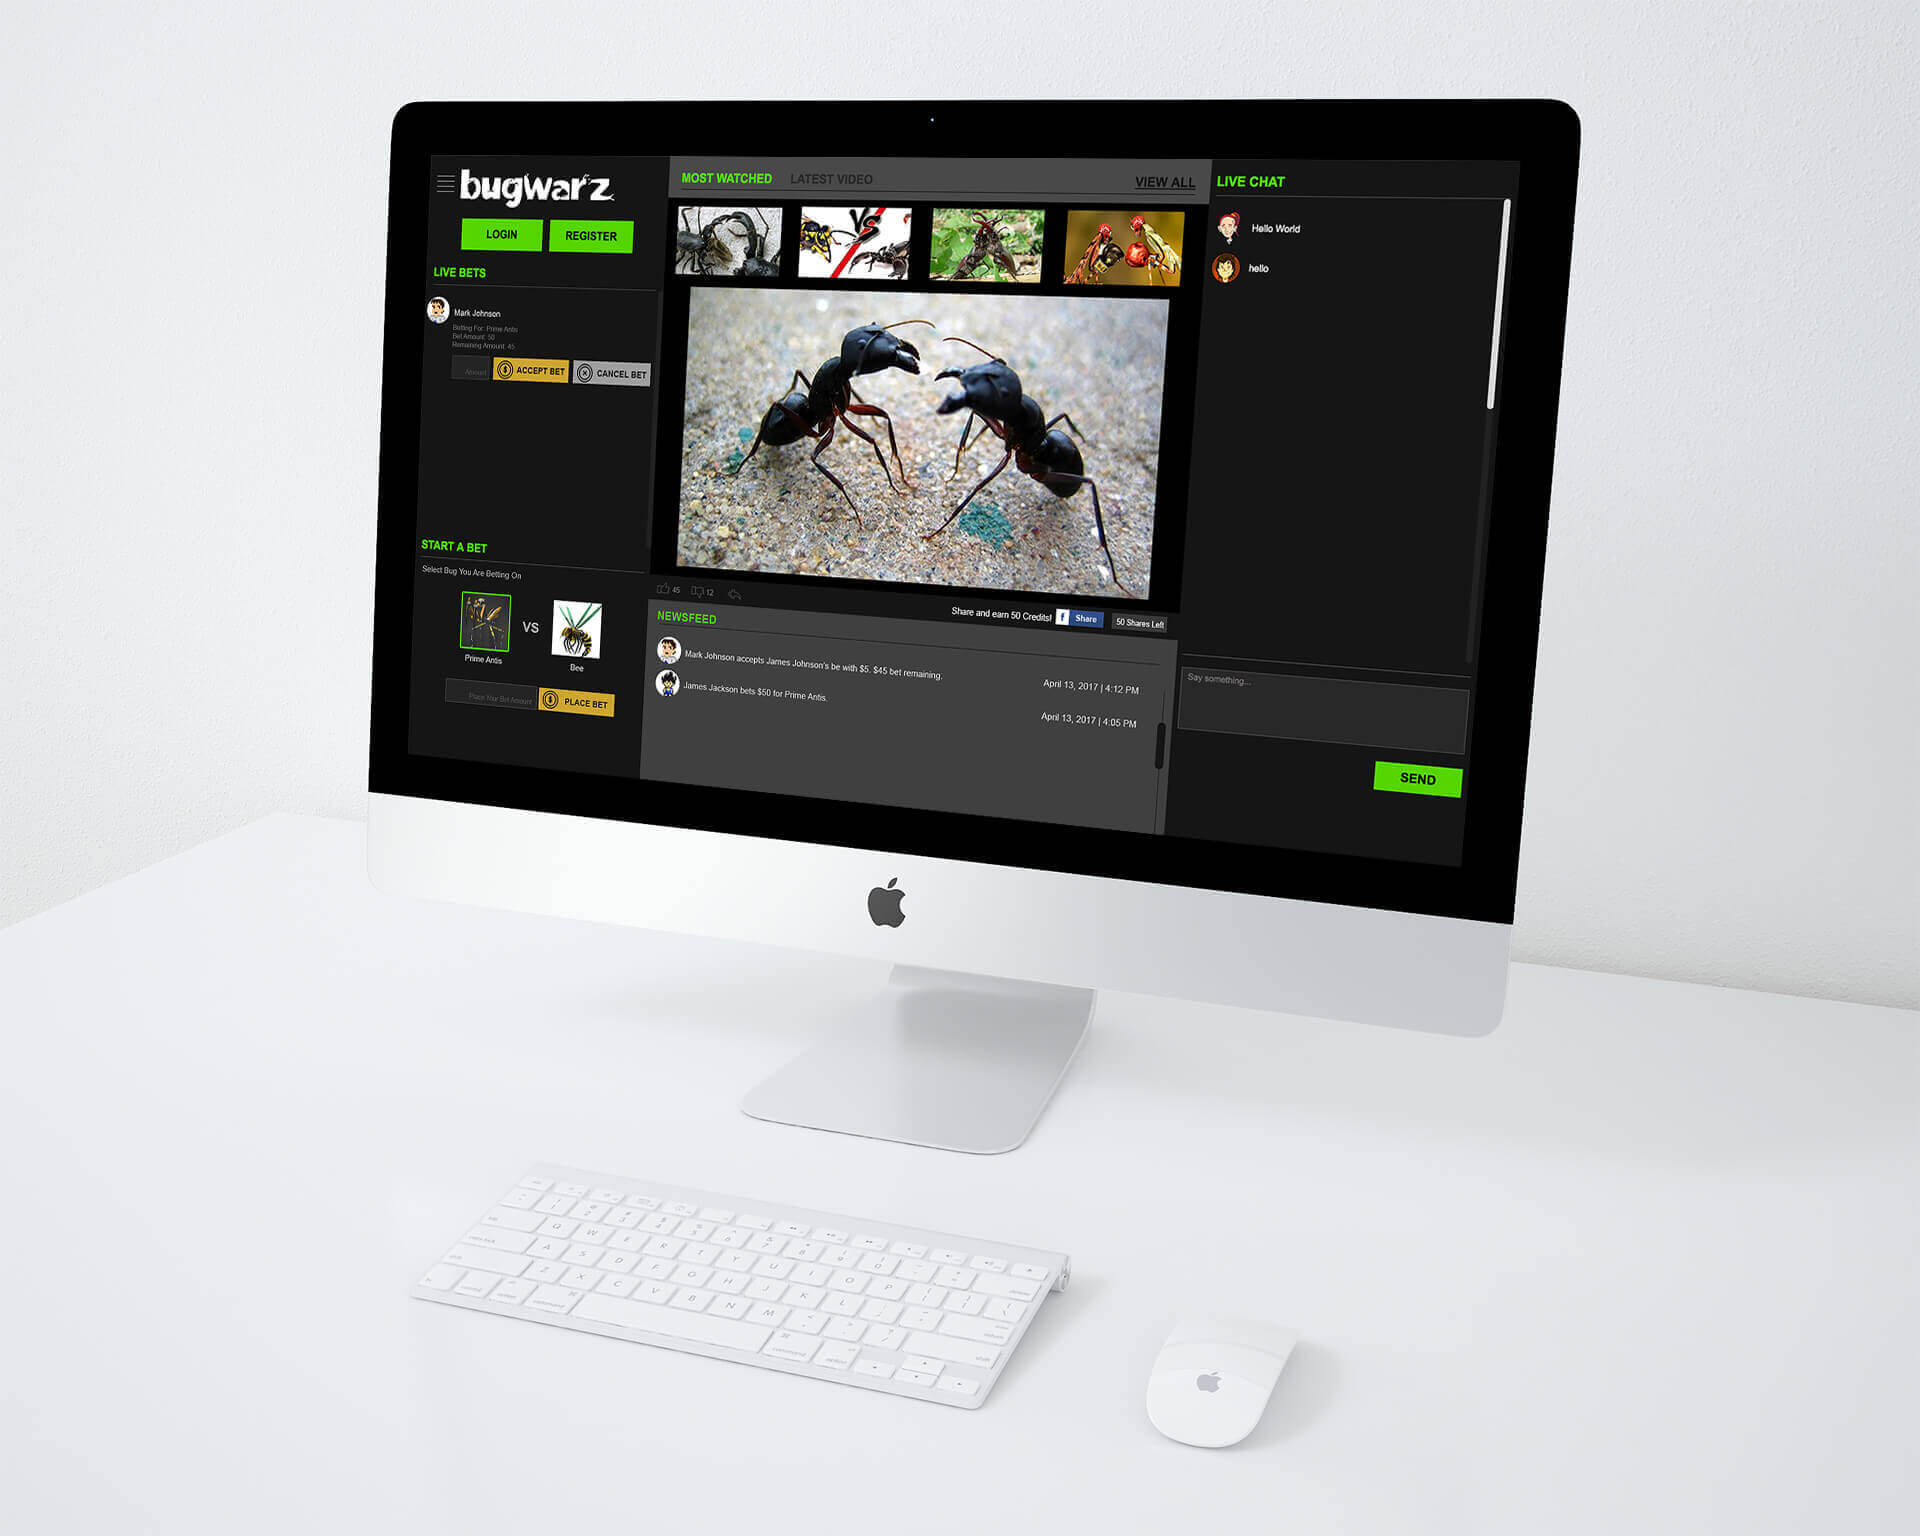 bugwarz
LOGIN
REGISTER
LIVE BETS
Mark Johnson
Betting For: Prime Antis
Bet Amount: 50
Remaining Amount: 45
Amount
ACCEPT BET
CANCEL BET
START A BET
Select Bug You Are Betting On
VS
Prime Antis
Bee
Place Your Bet Amount
PLACE BET
MOST WATCHED
LATEST VIDEO
VIEW ALL
VS
45
12
Share and earn 50 Credits!
f Share
50 Shares Left
NEWSFEED
Mark Johnson accepts James Johnson's be with $5. $45 bet remaining.
April 13, 2017 | 4:12 PM
James Jackson bets $50 for Prime Antis.
April 13, 2017 | 4:05 PM
LIVE CHAT
Hello World
hello
Say something...
SEND
Q W E R T Y U I O P
A S D F G H J K L
Z X C V B N M
command
option
shift